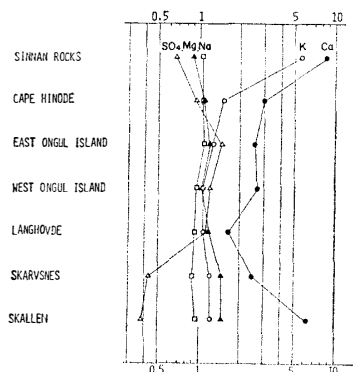 0.5 1 5 10
SO₄ Mg Na K Ca
SINNAN ROCKS
CAPE HINODE
EAST ONGUL ISLAND
WEST ONGUL ISLAND
LANGHOVDE
SKARVSNES
SKALLEN
0.5 1 5 10